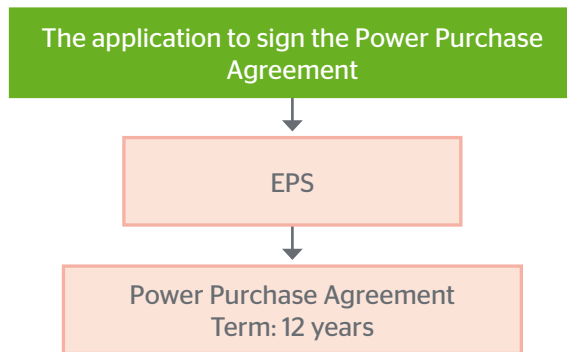 The application to sign the Power Purchase
Agreement
EPS
Power Purchase Agreement
Term: 12 years